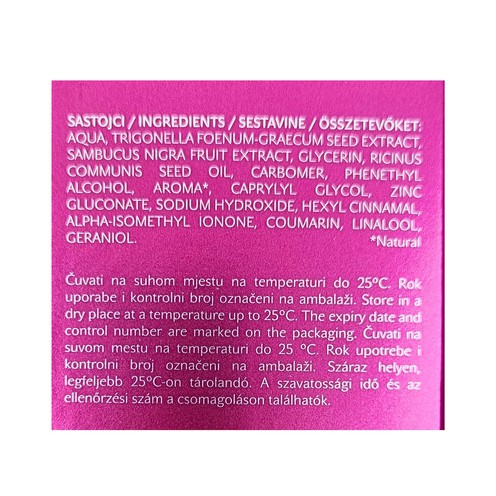 SASTOJCI / INGREDIENTS / SESTAVINE / ÖSSZETEVŐKET:
AQUA, TRIGONELLA FOENUM-GRAECUM SEED EXTRACT,
SAMBUCUS NIGRA FRUIT EXTRACT, GLYCERIN, RICINUS
COMMUNIS SEED OIL, CARBOMER, PHENETHYL
ALCOHOL, AROMA*, CAPRYLYL GLYCOL, ZINC
GLUCONATE, SODIUM HYDROXIDE, HEXYL CINNAMAL,
ALPHA-ISOMETHYL IONONE, COUMARIN, LINALOOL,
GERANIOL. *Natural
Čuvati na suhom mjestu na temperaturi do 25ºC. Rok
uporabe i kontrolni broj označeni na ambalaži. Store in a
dry place at a temperature up to 25ºC. The expiry date and
control number are marked on the packaging. Čuvati na
suvom mestu na temperaturi do 25 ºC. Rok upotrebe i
kontrolni broj označeni na ambalaži. Száraz helyen,
legfeljebb 25ºC-on tárolandó. A szavatossági idő és az
ellenőrzési szám a csomagoláson találhatók.